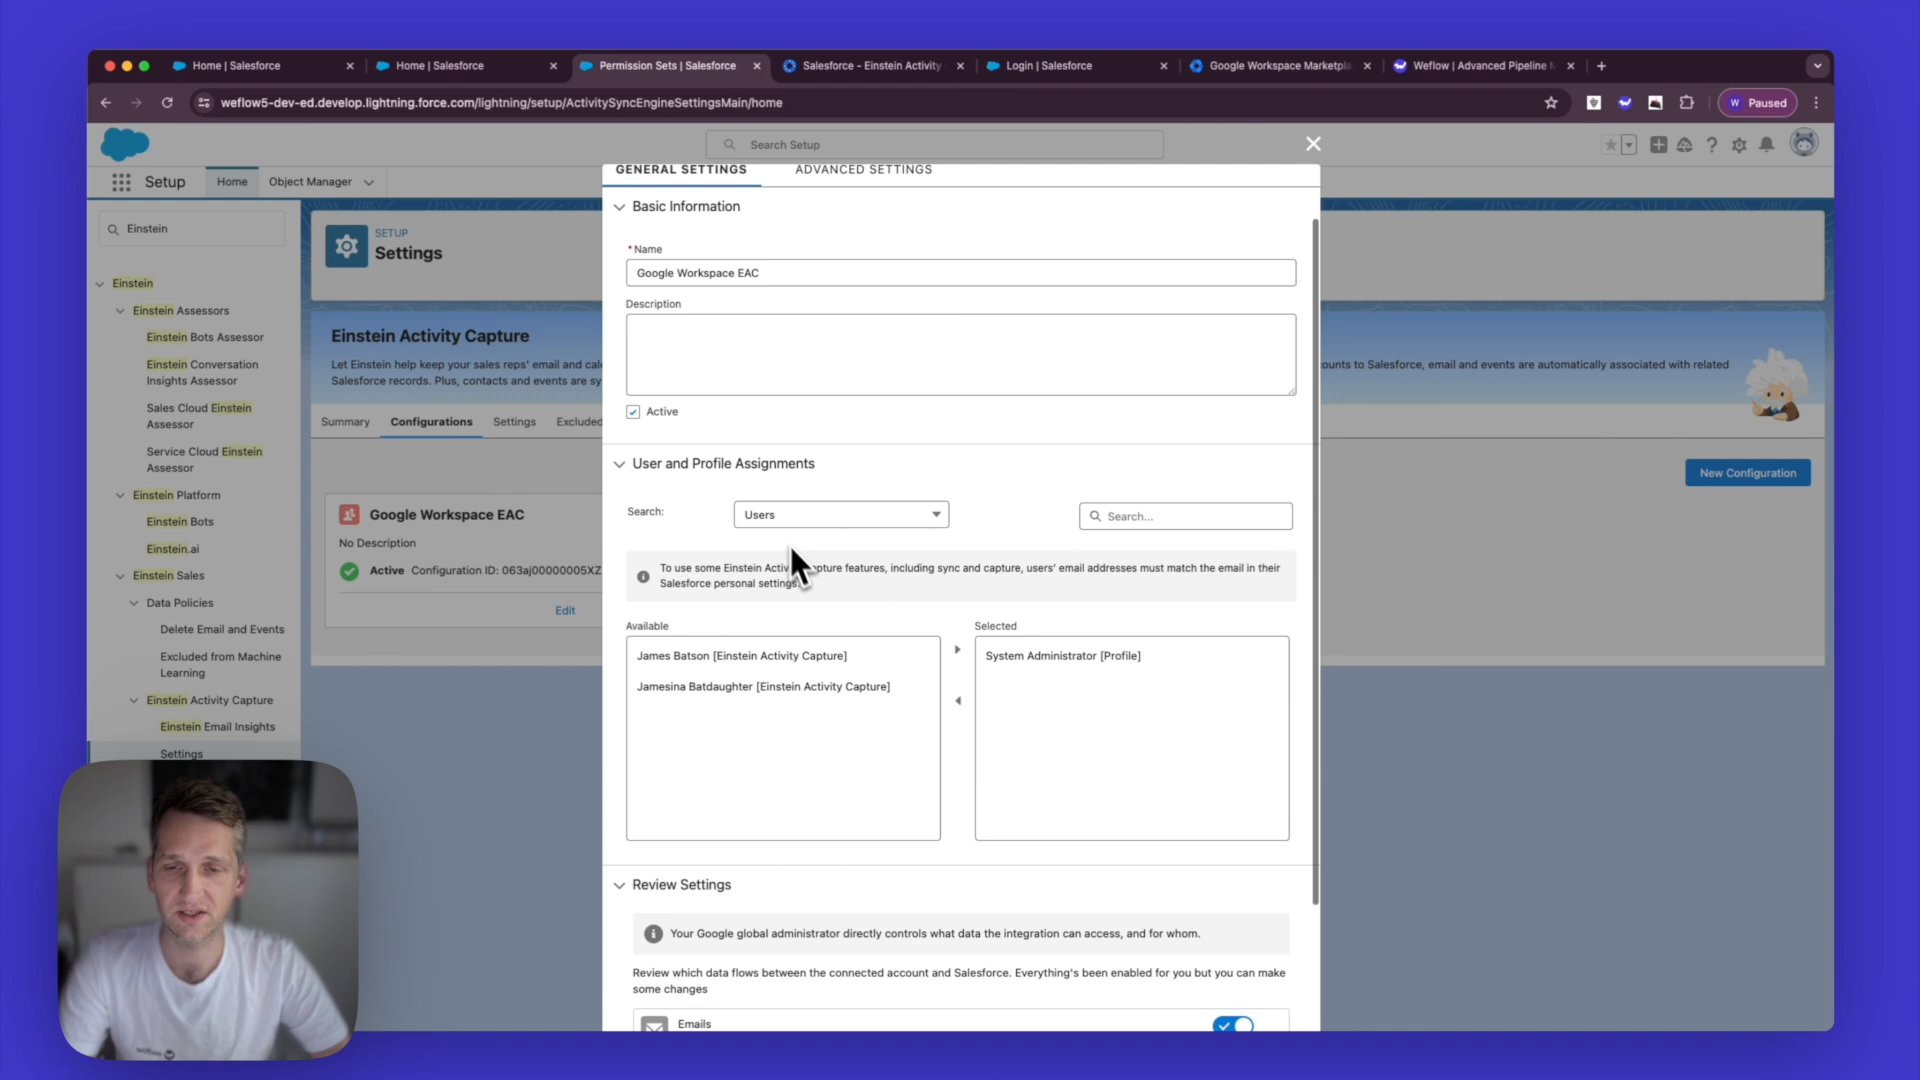 Home | Salesforce
Home | Salesforce
Permission Sets | Salesforce
Salesforce - Einstein Activity
Login | Salesforce
Google Workspace Marketpla
Weflow | Advanced Pipeline
weflow5-dev-ed.develop.lightning.force.com/lightning/setup/ActivitySyncEngineSettingsMain/home
W Paused
Search Setup
Setup
Home
Object Manager
GENERAL SETTINGS
ADVANCED SETTINGS
Einstein
SETUP
Settings
Basic Information
* Name
Google Workspace EAC
Description
Active
Einstein
Einstein Assessors
Einstein Bots Assessor
Einstein Conversation
Insights Assessor
Sales Cloud Einstein
Assessor
Service Cloud Einstein
Assessor
Einstein Platform
Einstein Bots
Einstein.ai
Einstein Sales
Data Policies
Delete Email and Events
Excluded from Machine
Learning
Einstein Activity Capture
Einstein Email Insights
Settings
Einstein Activity Capture
Let Einstein help keep your sales reps' email and cal
ounts to Salesforce, email and events are automatically associated with related
Salesforce records. Plus, contacts and events are sy
Summary
Configurations
Settings
Excluded
New Configuration
Google Workspace EAC
No Description
Active Configuration ID: 063aj00000005XZ
Edit
User and Profile Assignments
Search:
Users
Search...
To use some Einstein Activ pture features, including sync and capture, users' email addresses must match the email in their
Salesforce personal settings.
Available
Selected
James Batson [Einstein Activity Capture]
Jamesina Batdaughter [Einstein Activity Capture]
System Administrator [Profile]
Review Settings
Your Google global administrator directly controls what data the integration can access, and for whom.
Review which data flows between the connected account and Salesforce. Everything's been enabled for you but you can make
some changes
Emails
weflow